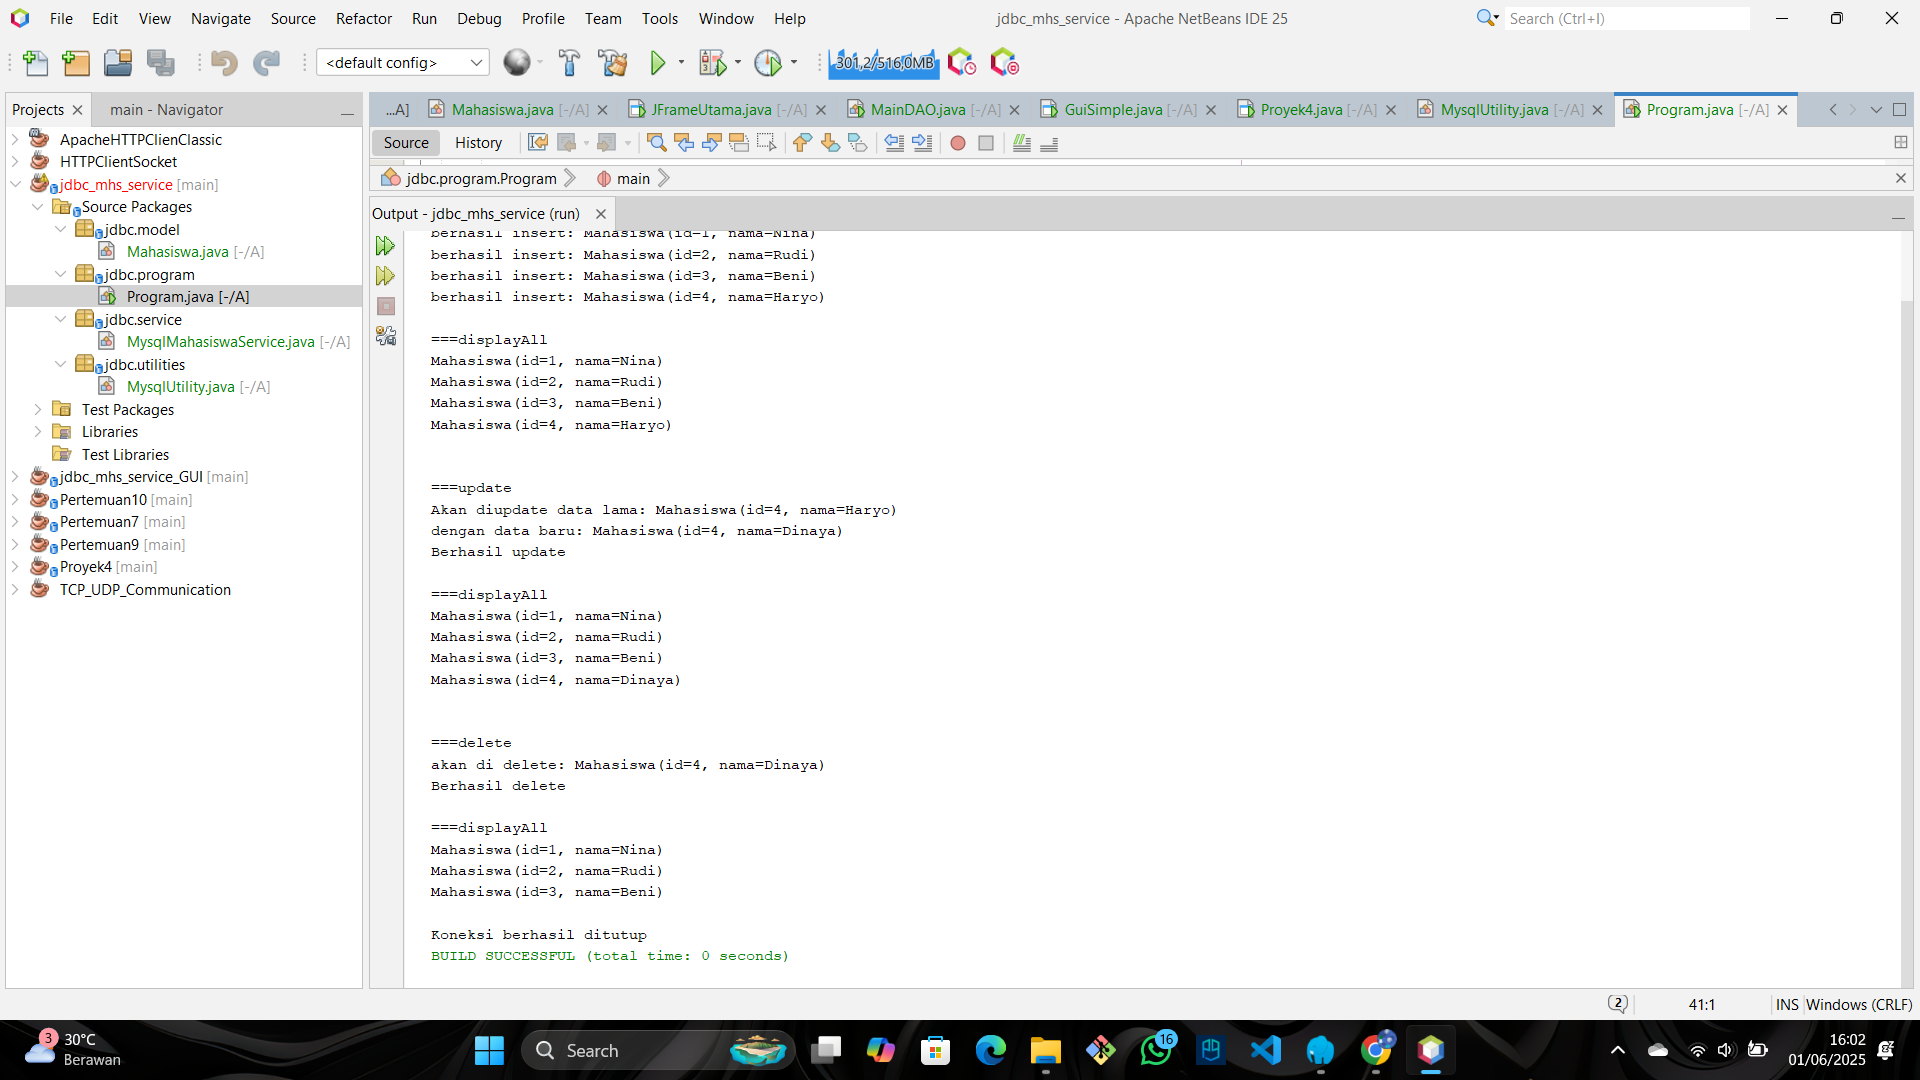 File Edit View Navigate Source Refactor Run Debug Profile Team Tools Window Help
jdbc_mhs_service - Apache NetBeans IDE 25
Search (Ctrl+I)
<default config>
301,2/516,0MB
Projects
main - Navigator
...A] Mahasiswa.java [-/A] JFrameUtama.java [-/A] MainDAO.java [-/A] GuiSimple.java [-/A] Proyek4.java [-/A] MysqlUtility.java [-/A] Program.java [-/A]
Source History
jdbc.program.Program main
ApacheHTTPClienClassic
HTTPClientSocket
jdbc_mhs_service [main]
Source Packages
jdbc.model
Mahasiswa.java [-/A]
jdbc.program
Program.java [-/A]
jdbc.service
MysqlMahasiswaService.java [-/A]
jdbc.utilities
MysqlUtility.java [-/A]
Test Packages
Libraries
Test Libraries
jdbc_mhs_service_GUI [main]
Pertemuan10 [main]
Pertemuan7 [main]
Pertemuan9 [main]
Proyek4 [main]
TCP_UDP_Communication
Output - jdbc_mhs_service (run)
berhasil insert: Mahasiswa(id=1, nama=Nina)
berhasil insert: Mahasiswa(id=2, nama=Rudi)
berhasil insert: Mahasiswa(id=3, nama=Beni)
berhasil insert: Mahasiswa(id=4, nama=Haryo)
===displayAll
Mahasiswa(id=1, nama=Nina)
Mahasiswa(id=2, nama=Rudi)
Mahasiswa(id=3, nama=Beni)
Mahasiswa(id=4, nama=Haryo)
===update
Akan diupdate data lama: Mahasiswa(id=4, nama=Haryo)
dengan data baru: Mahasiswa(id=4, nama=Dinaya)
Berhasil update
===displayAll
Mahasiswa(id=1, nama=Nina)
Mahasiswa(id=2, nama=Rudi)
Mahasiswa(id=3, nama=Beni)
Mahasiswa(id=4, nama=Dinaya)
===delete
akan di delete: Mahasiswa(id=4, nama=Dinaya)
Berhasil delete
===displayAll
Mahasiswa(id=1, nama=Nina)
Mahasiswa(id=2, nama=Rudi)
Mahasiswa(id=3, nama=Beni)
Koneksi berhasil ditutup
BUILD SUCCESSFUL (total time: 0 seconds)
2
41:1
INS Windows (CRLF)
3
30°C
Berawan
Search
16
16:02
01/06/2025